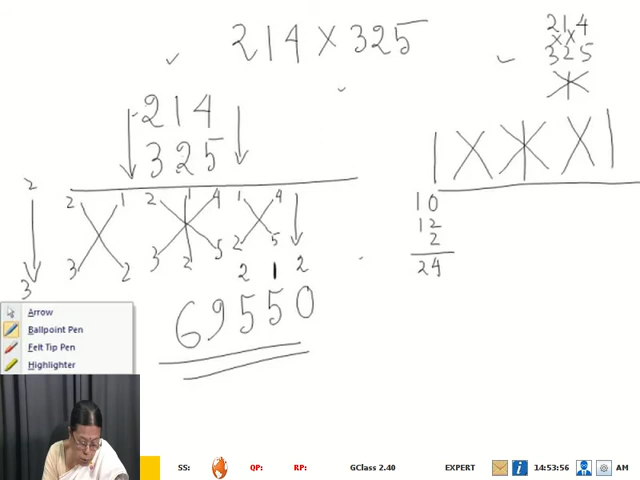 214 × 325
214
× ×
325
214
325
2
2 1 2 1 4 1 4
3 2 3 2 5 2 5
3
2 1 2
69550
10
12
2
24
Arrow
Ballpoint Pen
Felt Tip Pen
Highlighter
SS: QP: RP: GClass 2.40 EXPERT 14:53:56 AM